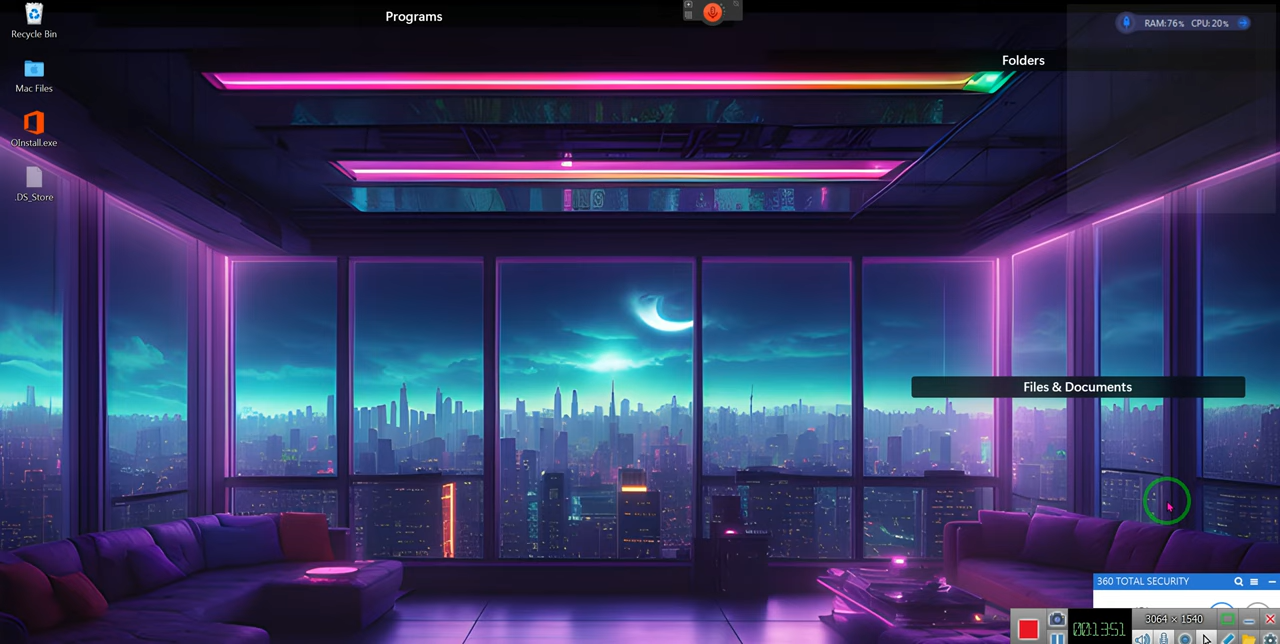 Programs
Recycle Bin
RAM:76% CPU:20%
Folders
Mac Files
OInstall.exe
.DS_Store
Files & Documents
360 TOTAL SECURITY
3064 × 1540
00:13:51